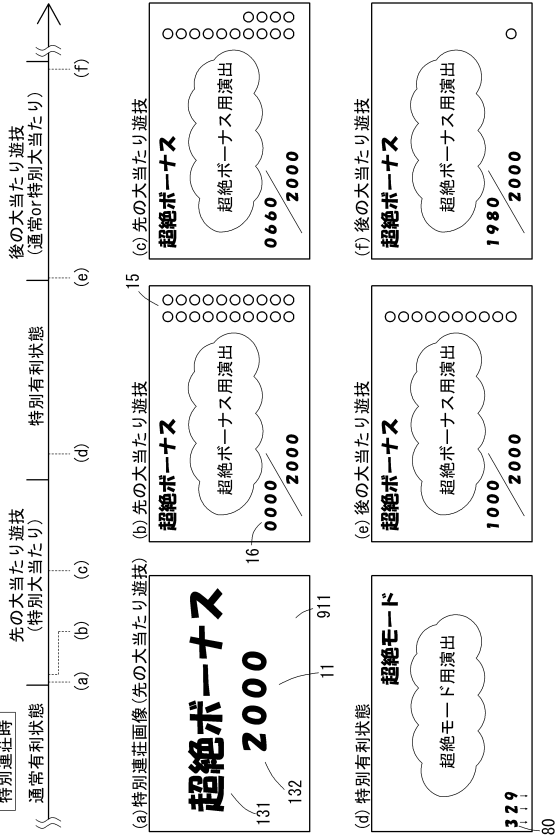 特別連荘時
通常有利状態
先の大当たり遊技
(特別大当たり)
特別有利状態
後の大当たり遊技
(通常or特別大当たり)
(a)
(b)
(c)
(d)
(e)
(f)
(a)特別連荘画像(先の大当たり遊技)
超絶ボーナス
2000
131
132
11
911
(b) 先の大当たり遊技
超絶ボーナス
超絶ボーナス用演出
0000
2000
15
16
(c) 先の大当たり遊技
超絶ボーナス
超絶ボーナス用演出
0660
2000
(d) 特別有利状態
超絶モード
超絶モード用演出
329
80
(e) 後の大当たり遊技
超絶ボーナス
超絶ボーナス用演出
1000
2000
(f) 後の大当たり遊技
超絶ボーナス
超絶ボーナス用演出
1980
2000